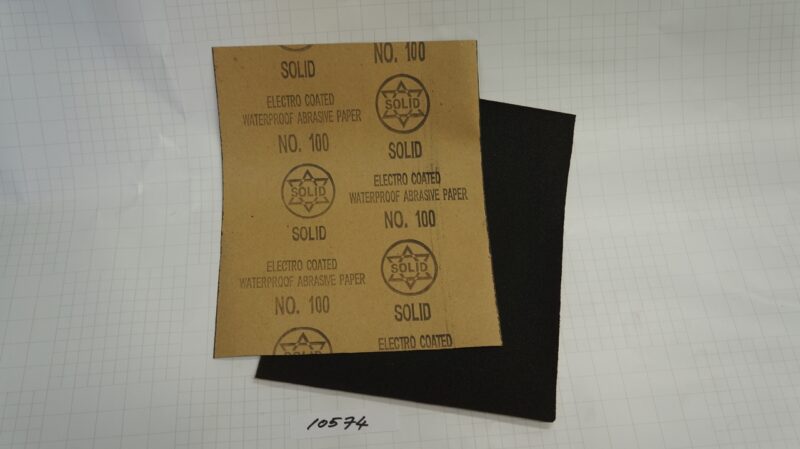 SOLID
ELECTRO COATED
WATERPROOF ABRASIVE PAPER
NO. 100
SOLID
SOLID
ELECTRO COATED
WATERPROOF ABRASIVE PAPER
NO. 100
NO. 100
SOLID
SOLID
ELECTRO COATED
WATERPROOF ABRASIVE PAPER
NO. 100
SOLID
SOLID
ELECTRO COATED
10574